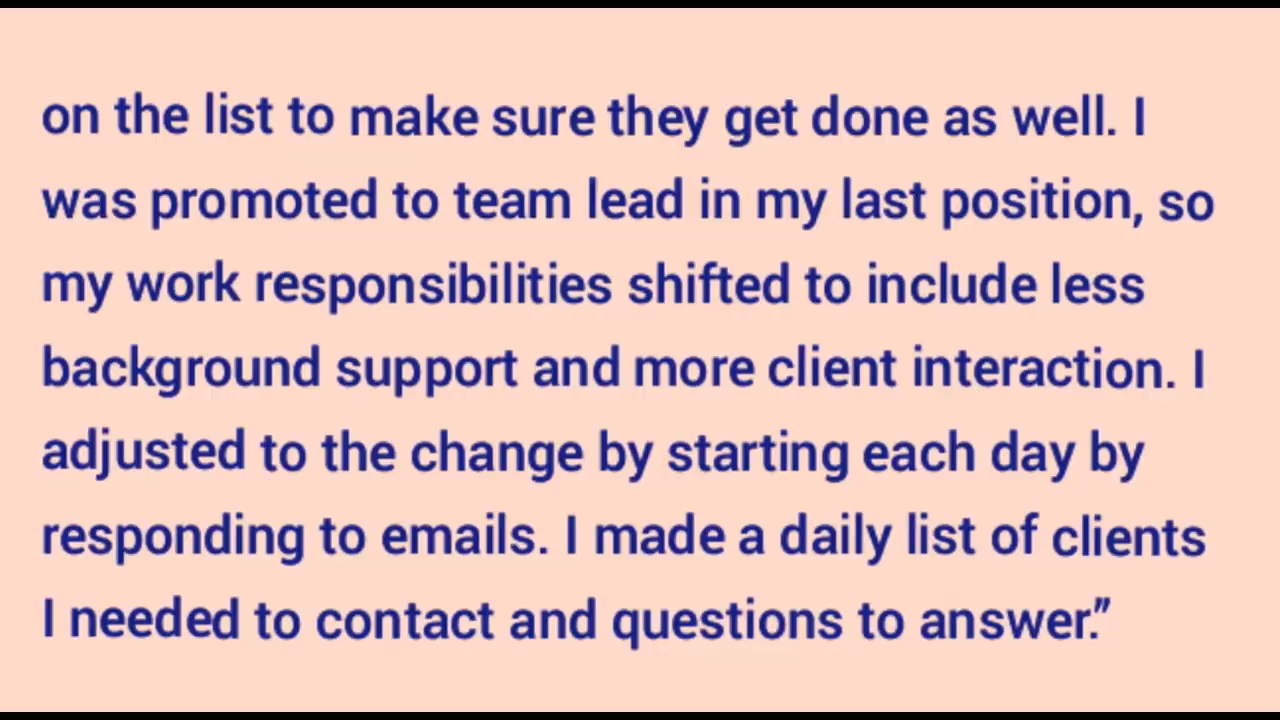 on the list to make sure they get done as well. I
was promoted to team lead in my last position, so
my work responsibilities shifted to include less
background support and more client interaction. I
adjusted to the change by starting each day by
responding to emails. I made a daily list of clients
I needed to contact and questions to answer.”